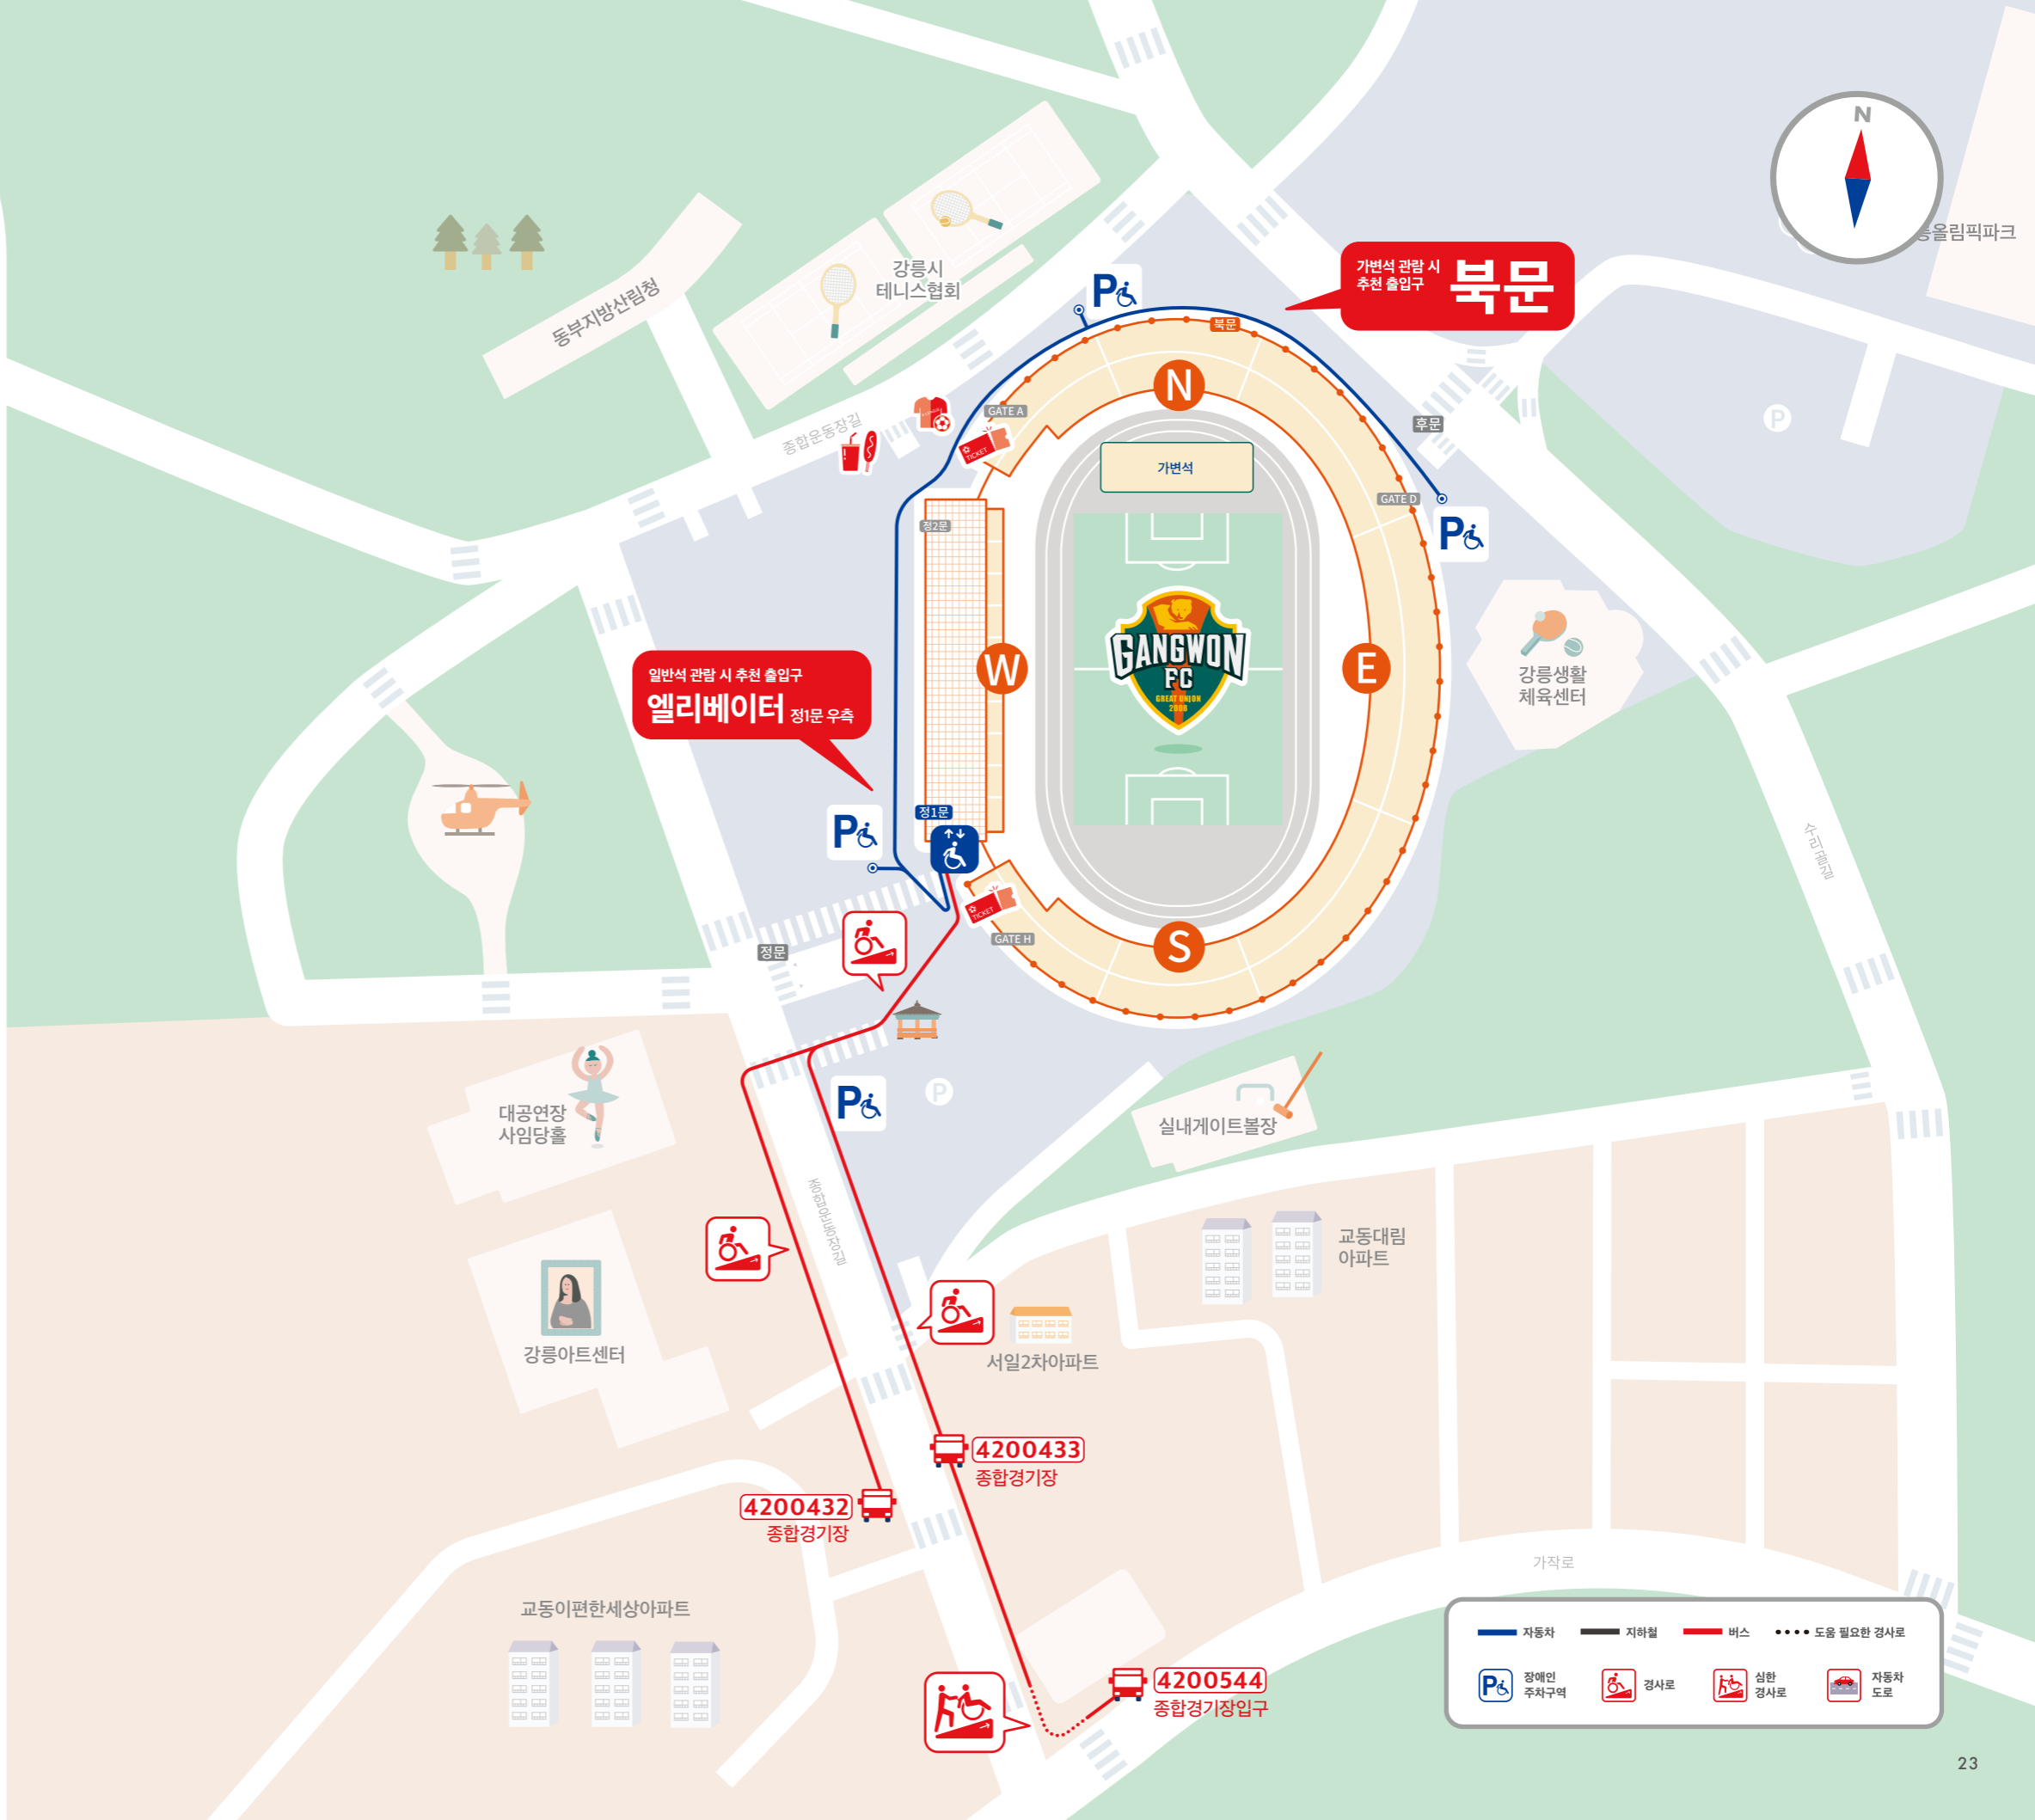 N
강릉시
테니스협회
동부지방산림청
가변석 관람 시
추천 출입구
북문
P
북문
N
GATE A
TICKET
종합운동장길
후문
P
가변석
GATE D
P
정2문
GANGWON
FC
GREAT UNION
2008
W
E
강릉생활
체육센터
일반석 관람 시 추천 출입구
엘리베이터 정1문 우측
정1문
P
TICKET
GATE H
S
정문
수리골길
대공연장
사임당홀
P
P
실내게이트볼장
종합운동장길
교동대림
아파트
강릉아트센터
서일2차아파트
4200433
종합경기장
4200432
종합경기장
가작로
교동이편한세상아파트
4200544
종합경기장입구
자동차
지하철
버스
도움 필요한 경사로
P
장애인
주차구역
경사로
심한
경사로
자동차
도로
23